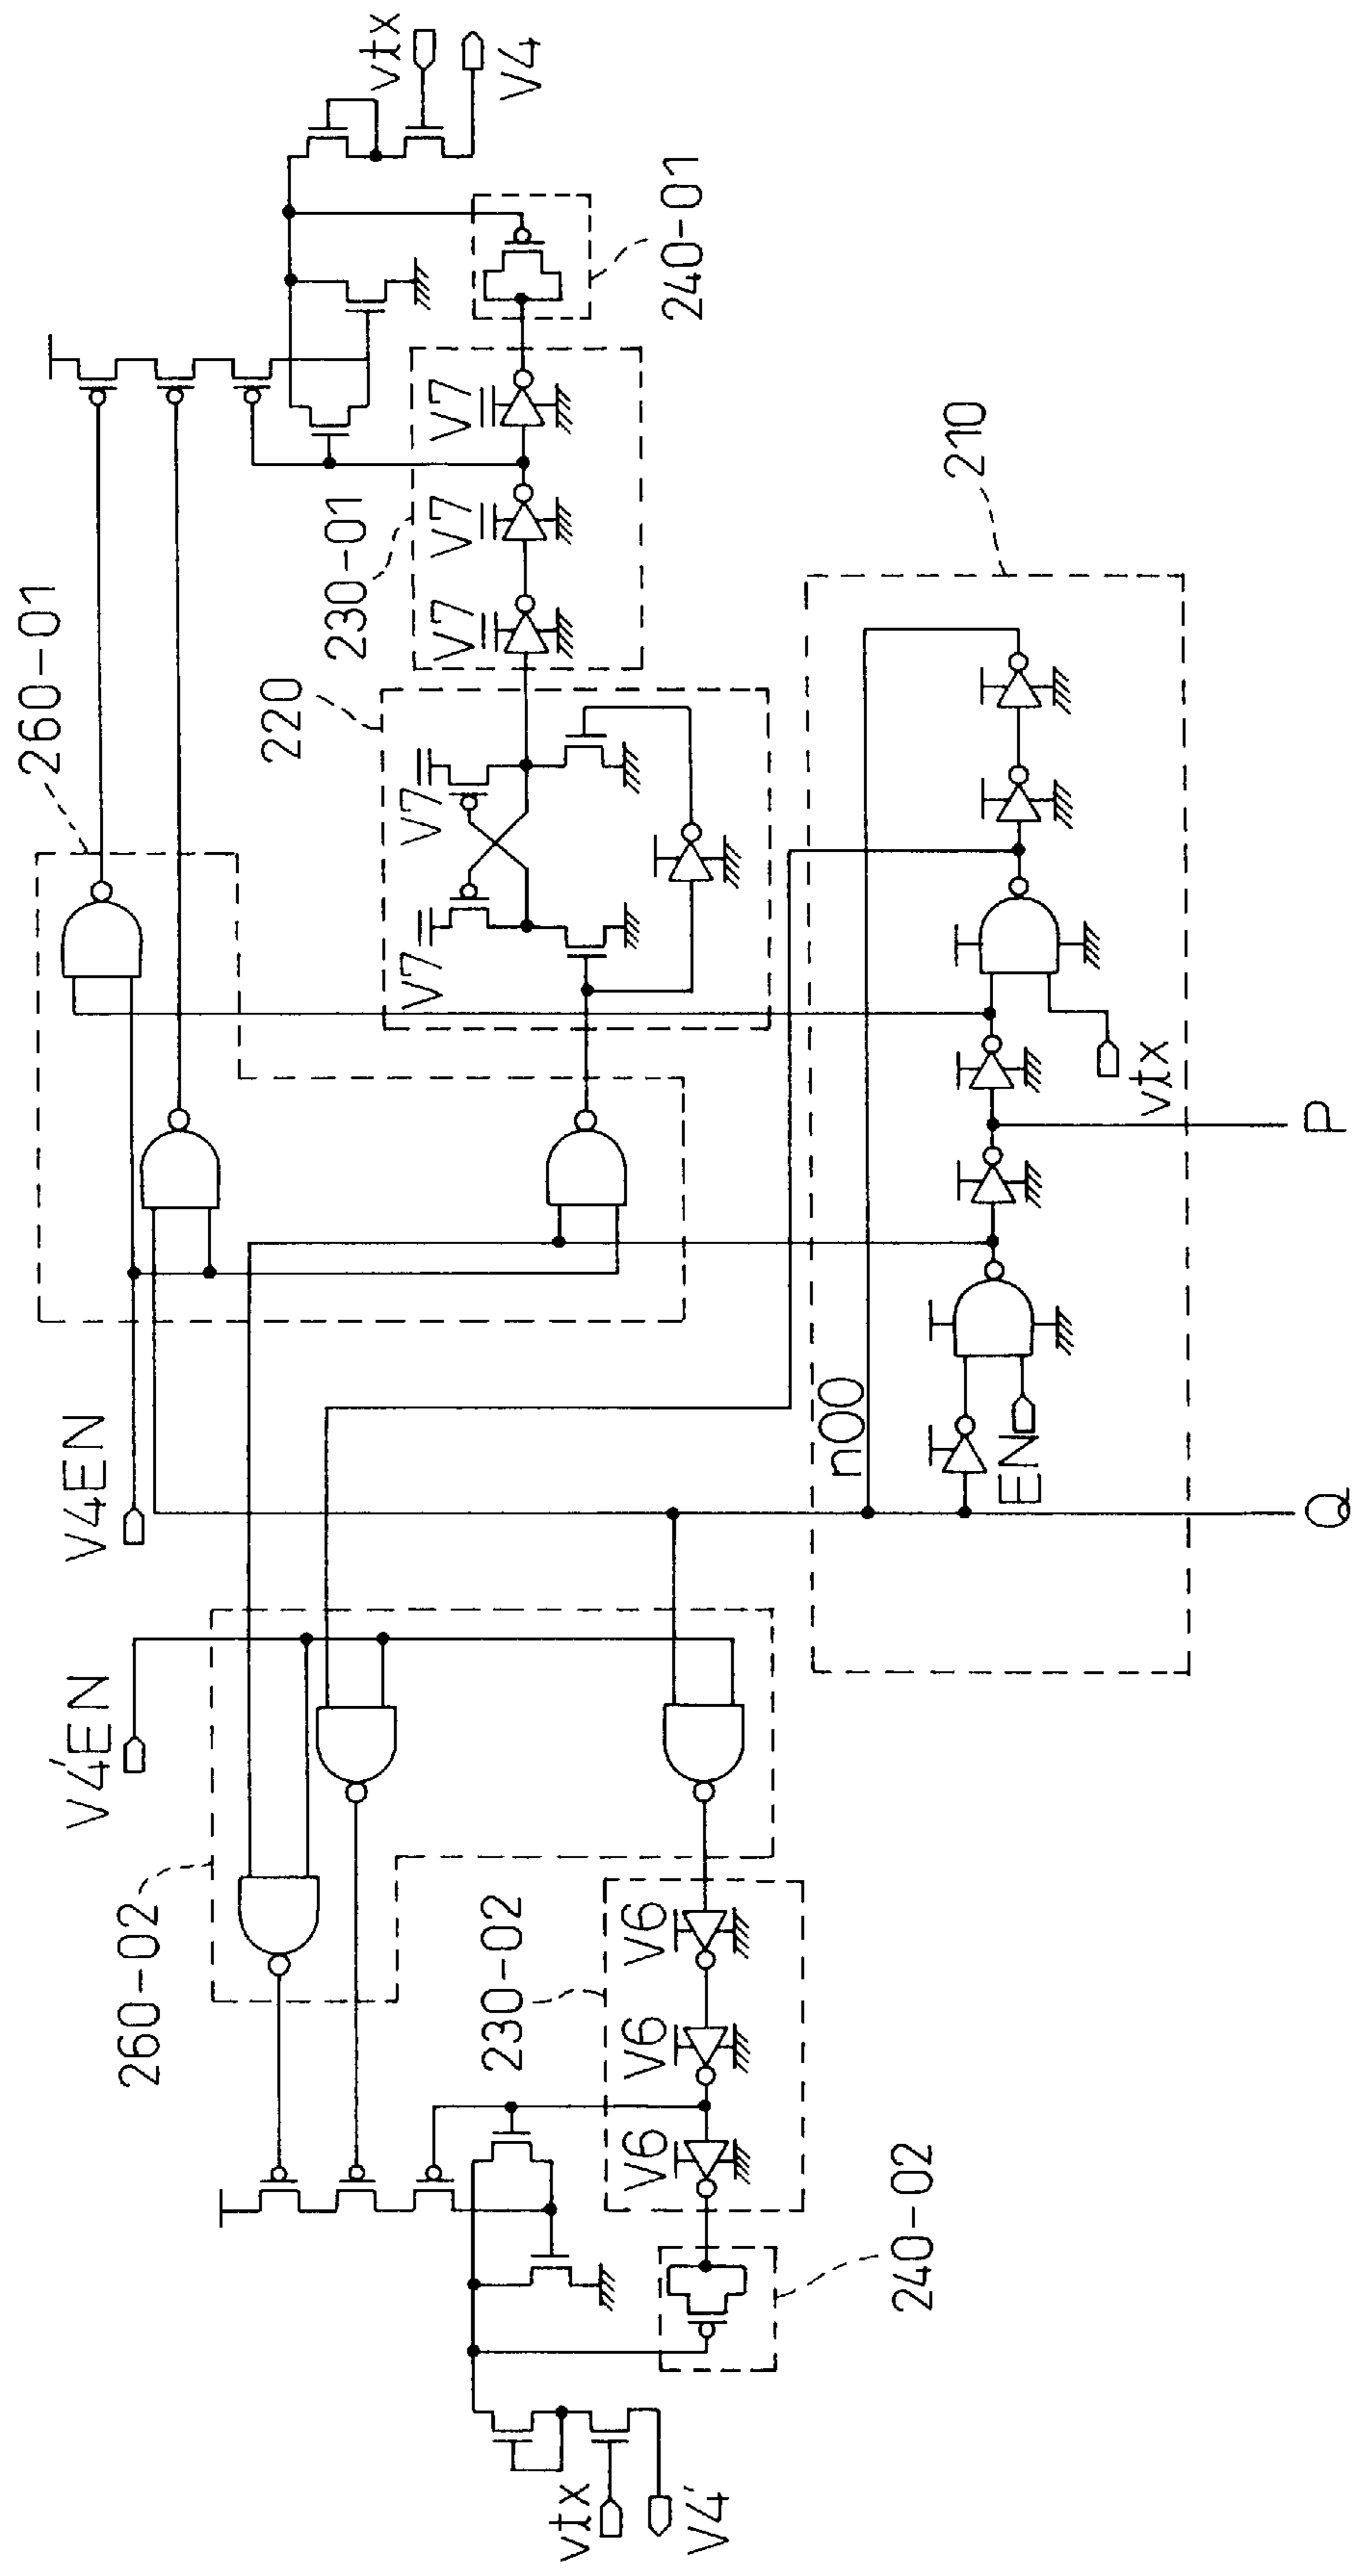 vtx
V4
240-01
260-01
V7
V7
V7
230-01
210
220
V7
V7
vtx
P
V4EN
n00
EN
Q
V4'EN
260-02
230-02
V6
V6
V6
240-02
vtx
V4'